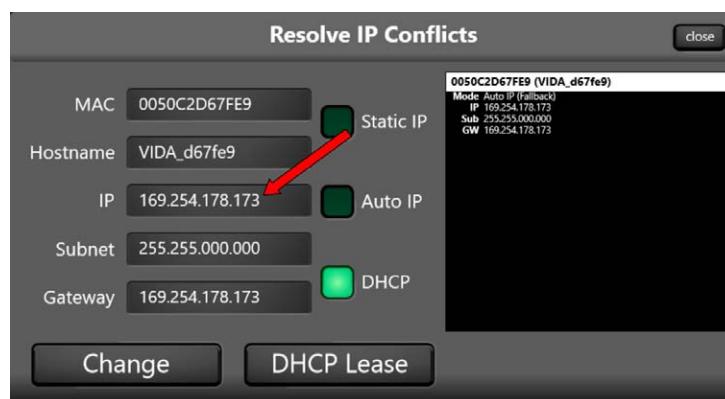 Resolve IP Conflicts
close
MAC 0050C2D67FE9
Hostname VIDA_d67fe9
IP 169.254.178.173
Subnet 255.255.000.000
Gateway 169.254.178.173
Static IP
Auto IP
DHCP
Change
DHCP Lease
0050C2D67FE9 (VIDA_d67fe9)
Mode Auto IP (Fallback)
IP 169.254.178.173
Sub 255.255.000.000
GW 169.254.178.173